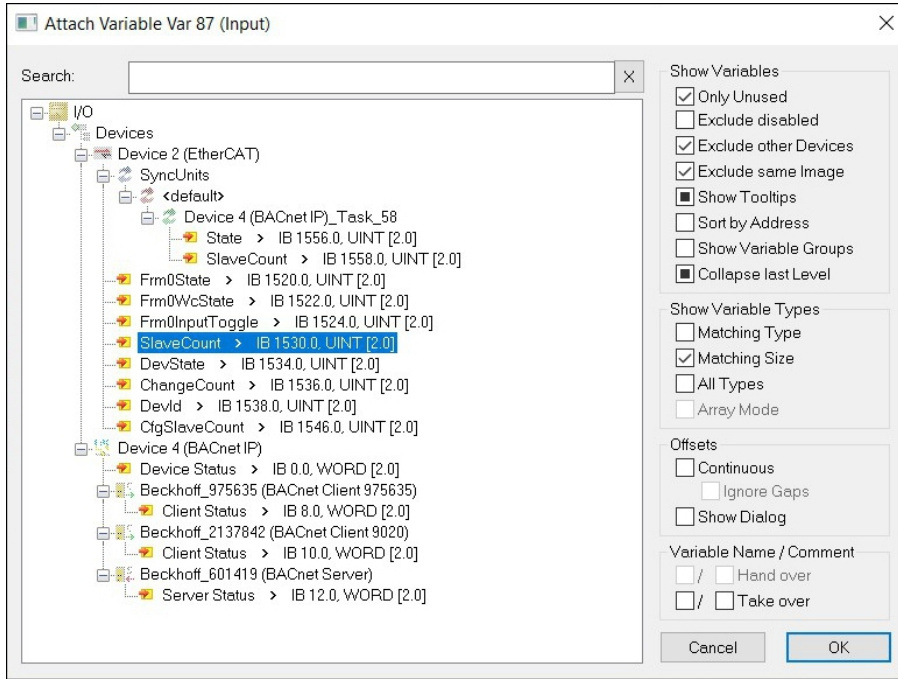 Attach Variable Var 87 (Input)
Search:
I/O
Devices
Device 2 (EtherCAT)
SyncUnits
<default>
Device 4 (BACnet IP)_Task_58
State > IB 1556.0, UINT [2.0]
SlaveCount > IB 1558.0, UINT [2.0]
Frm0State > IB 1520.0, UINT [2.0]
Frm0WcState > IB 1522.0, UINT [2.0]
Frm0InputToggle > IB 1524.0, UINT [2.0]
SlaveCount > IB 1530.0, UINT [2.0]
DevState > IB 1534.0, UINT [2.0]
ChangeCount > IB 1536.0, UINT [2.0]
DevId > IB 1538.0, UINT [2.0]
CfgSlaveCount > IB 1546.0, UINT [2.0]
Device 4 (BACnet IP)
Device Status > IB 0.0, WORD [2.0]
Beckhoff_975635 (BACnet Client 975635)
Client Status > IB 8.0, WORD [2.0]
Beckhoff_2137842 (BACnet Client 9020)
Client Status > IB 10.0, WORD [2.0]
Beckhoff_601419 (BACnet Server)
Server Status > IB 12.0, WORD [2.0]
Show Variables
Only Unused
Exclude disabled
Exclude other Devices
Exclude same Image
Show Tooltips
Sort by Address
Show Variable Groups
Collapse last Level
Show Variable Types
Matching Type
Matching Size
All Types
Array Mode
Offsets
Continuous
Ignore Gaps
Show Dialog
Variable Name / Comment
/ Hand over
/ Take over
Cancel
OK